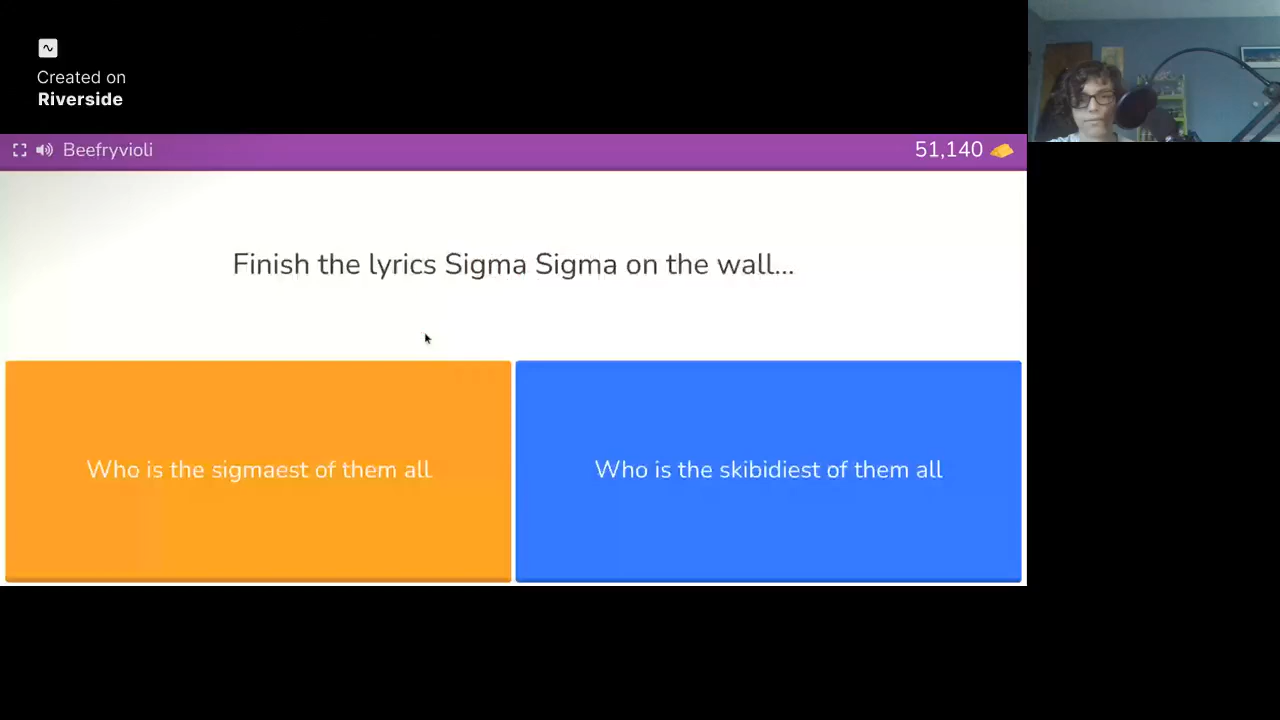 Created on
Riverside
Beefryvioli
51,140
Finish the lyrics Sigma Sigma on the wall...
Who is the sigmaest of them all
Who is the skibidiest of them all